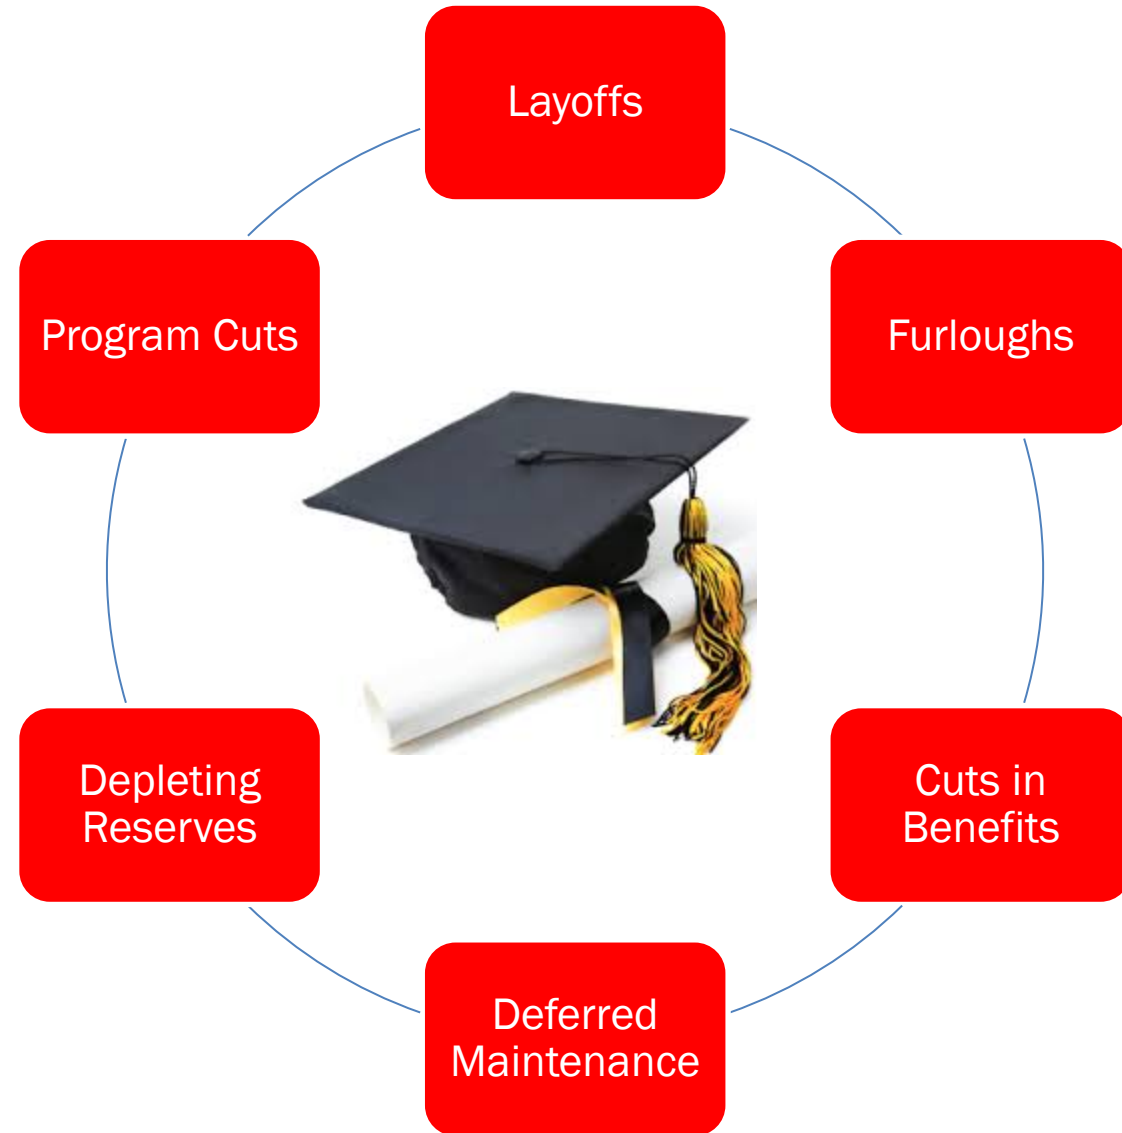 Layoffs
Furloughs
Cuts in
Benefits
Deferred
Maintenance
Depleting
Reserves
Program Cuts